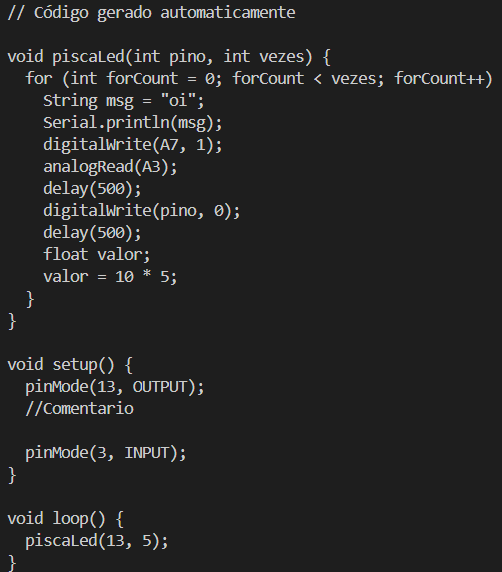 // Código gerado automaticamente

void piscaLed(int pino, int vezes) {
  for (int forCount = 0; forCount < vezes; forCount++)
    String msg = "oi";
    Serial.println(msg);
    digitalWrite(A7, 1);
    analogRead(A3);
    delay(500);
    digitalWrite(pino, 0);
    delay(500);
    float valor;
    valor = 10 * 5;
  }
}

void setup() {
  pinMode(13, OUTPUT);
  //Comentario

  pinMode(3, INPUT);
}

void loop() {
  piscaLed(13, 5);
}